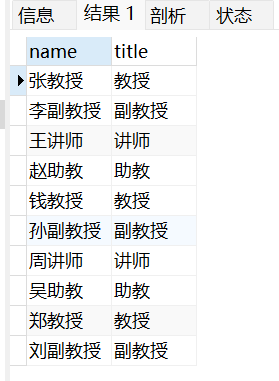 信息 结果 1 剖析 状态
name title
张教授 教授
李副教授 副教授
王讲师 讲师
赵助教 助教
钱教授 教授
孙副教授 副教授
周讲师 讲师
吴助教 助教
郑教授 教授
刘副教授 副教授